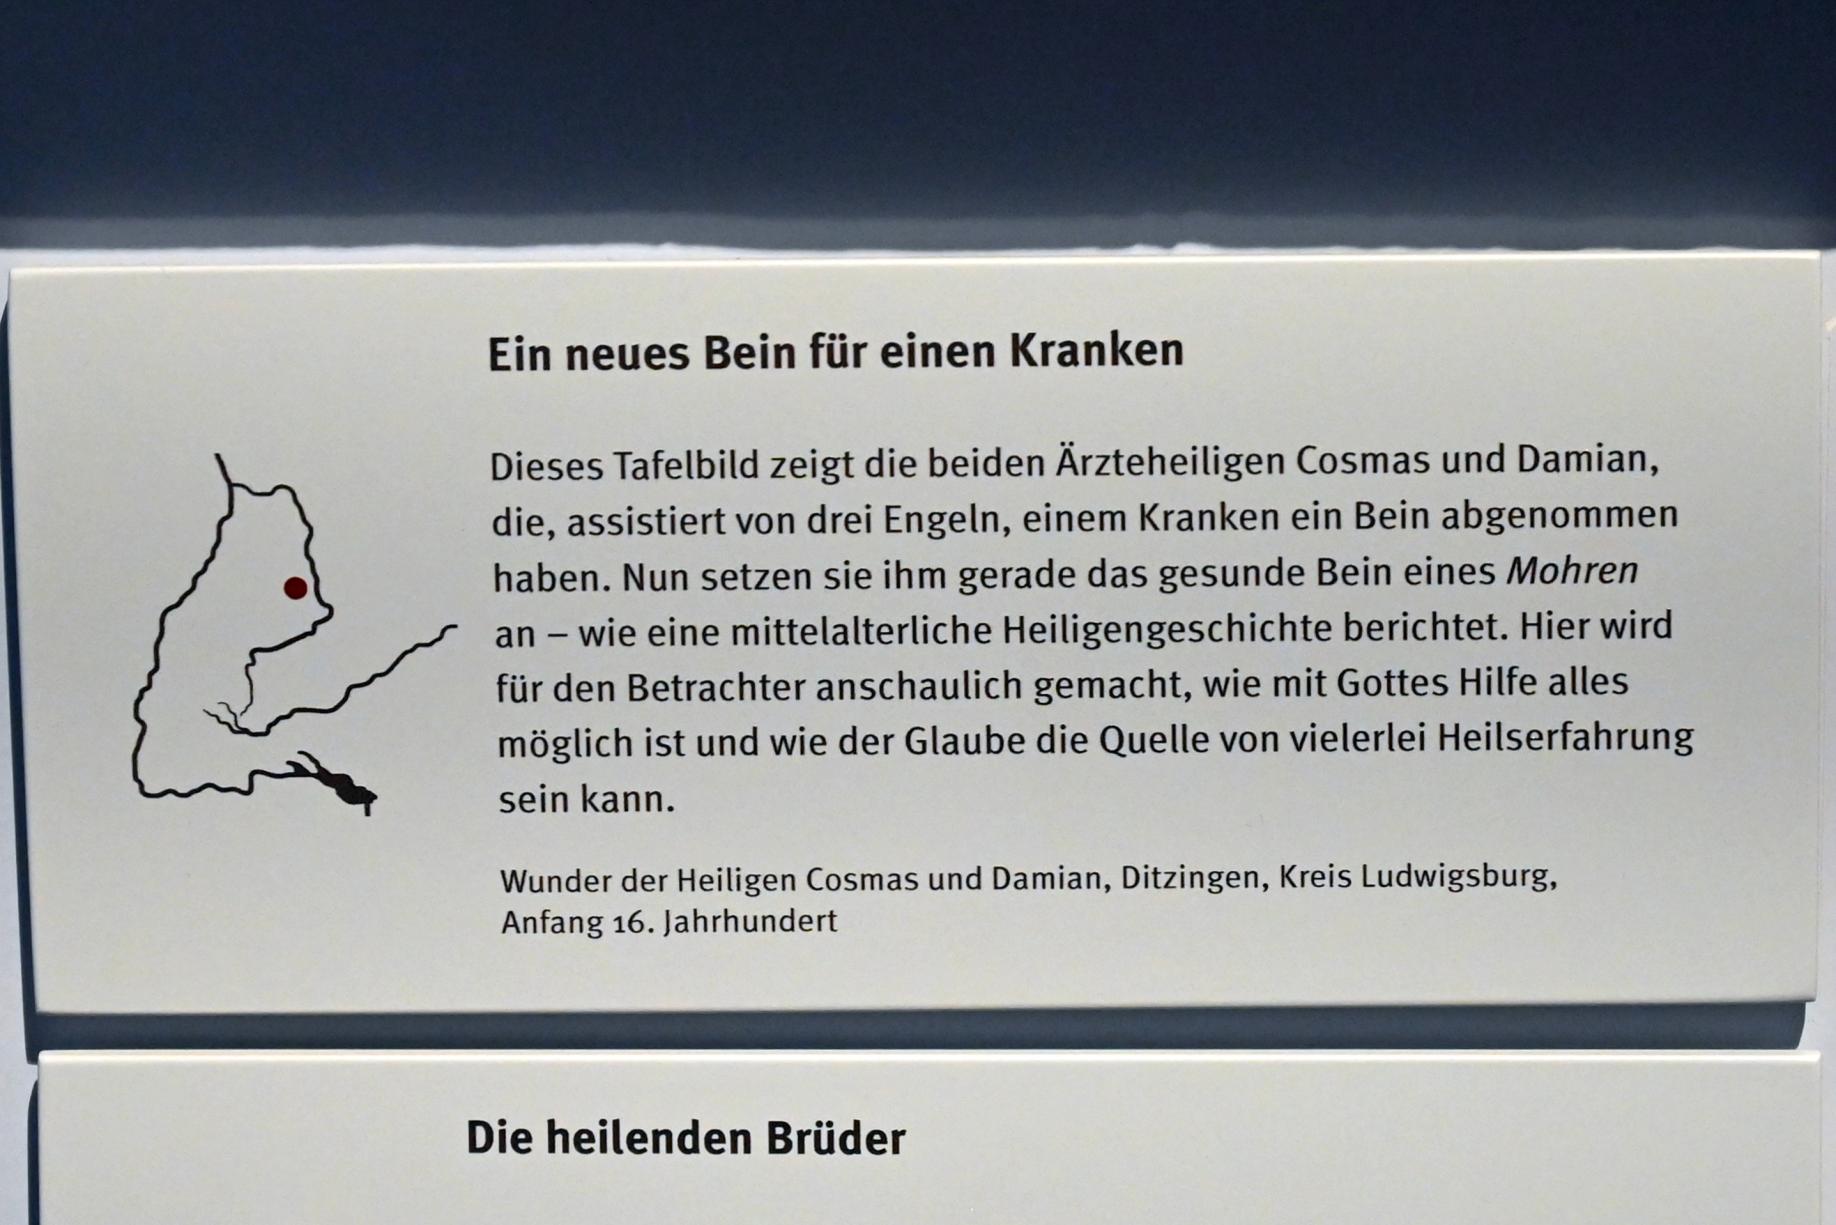 Ein neues Bein für einen Kranken
Dieses Tafelbild zeigt die beiden Ärzteheiligen Cosmas und Damian,
die, assistiert von drei Engeln, einem Kranken ein Bein abgenommen
haben. Nun setzen sie ihm gerade das gesunde Bein eines Mohren
an – wie eine mittelalterliche Heiligengeschichte berichtet. Hier wird
für den Betrachter anschaulich gemacht, wie mit Gottes Hilfe alles
möglich ist und wie der Glaube die Quelle von vielerlei Heilserfahrung
sein kann.
Wunder der Heiligen Cosmas und Damian, Ditzingen, Kreis Ludwigsburg,
Anfang 16. Jahrhundert
Die heilenden Brüder